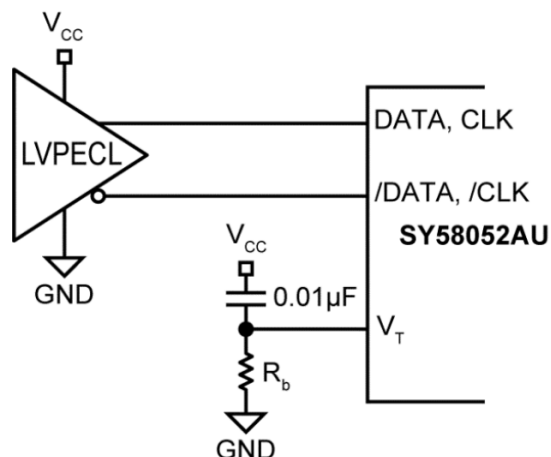 V_CC
LVPECL
DATA, CLK
/DATA, /CLK
SY58052AU
GND
V_CC
0.01µF
V_T
R_b
GND